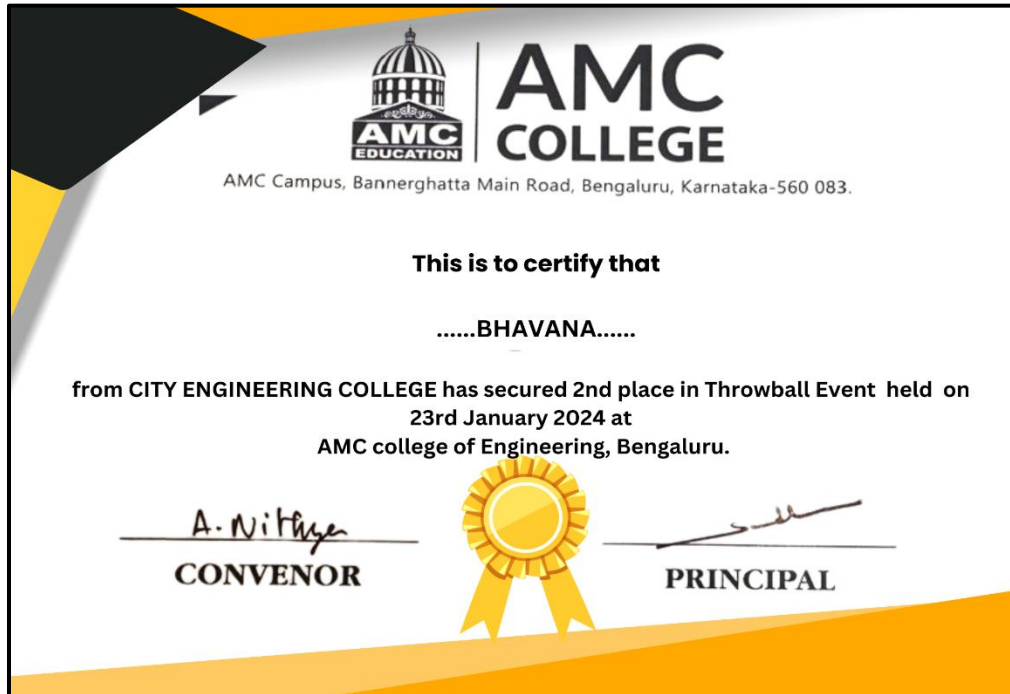 AMC
EDUCATION
AMC
COLLEGE
AMC Campus, Bannerghatta Main Road, Bengaluru, Karnataka-560 083.
This is to certify that
......BHAVANA......
from CITY ENGINEERING COLLEGE has secured 2nd place in Throwball Event held on
23rd January 2024 at
AMC college of Engineering, Bengaluru.
A. Nithya
CONVENOR
PRINCIPAL